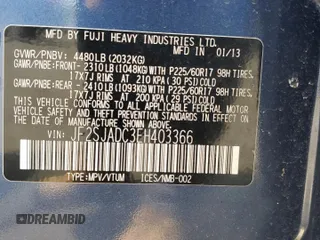 MFD BY FUJI HEAVY INDUSTRIES LTD.
MADE IN JAPAN 01/13
GVWR/PNBV: 4480LB (2032KG)
GAWR/PNBE:FRONT- 2310LB(1048KG)WITH P225/60R17 98H TIRES,
17X7J RIMS AT 210 KPA (30 PSI) COLD
GAWR/PNBE:REAR - 2410LB(1093KG)WITH P225/60R17 98H TIRES,
17X7J RIMS AT 200 KPA (29 PSI) COLD
THIS VEHICLE CONFORMS TO ALL APPLICABLE
FEDERAL MOTOR VEHICLE SAFETY AND
THEFT PREVENTION STANDARDS IN EFFECT ON
THE DATE OF MANUFACTURE SHOWN ABOVE.
VIN: JF2SJADC3EH403366
TYPE:MPV/VTUM ICES/NMB-002
DREAMBID